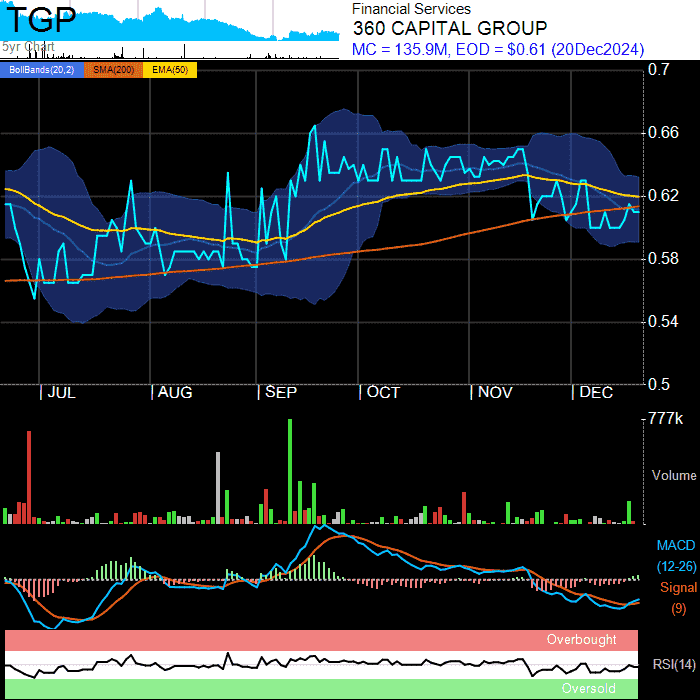 TGP
5yr Chart
Financial Services
360 CAPITAL GROUP
MC = 135.9M, EOD = $0.61 (20Dec2024)
BollBands(20,2) SMA(200) EMA(50)
0.7
0.66
0.62
0.58
0.54
0.5
JUL AUG SEP OCT NOV DEC
777k
Volume
MACD
(12-26)
Signal
(9)
Overbought
RSI(14)
Oversold